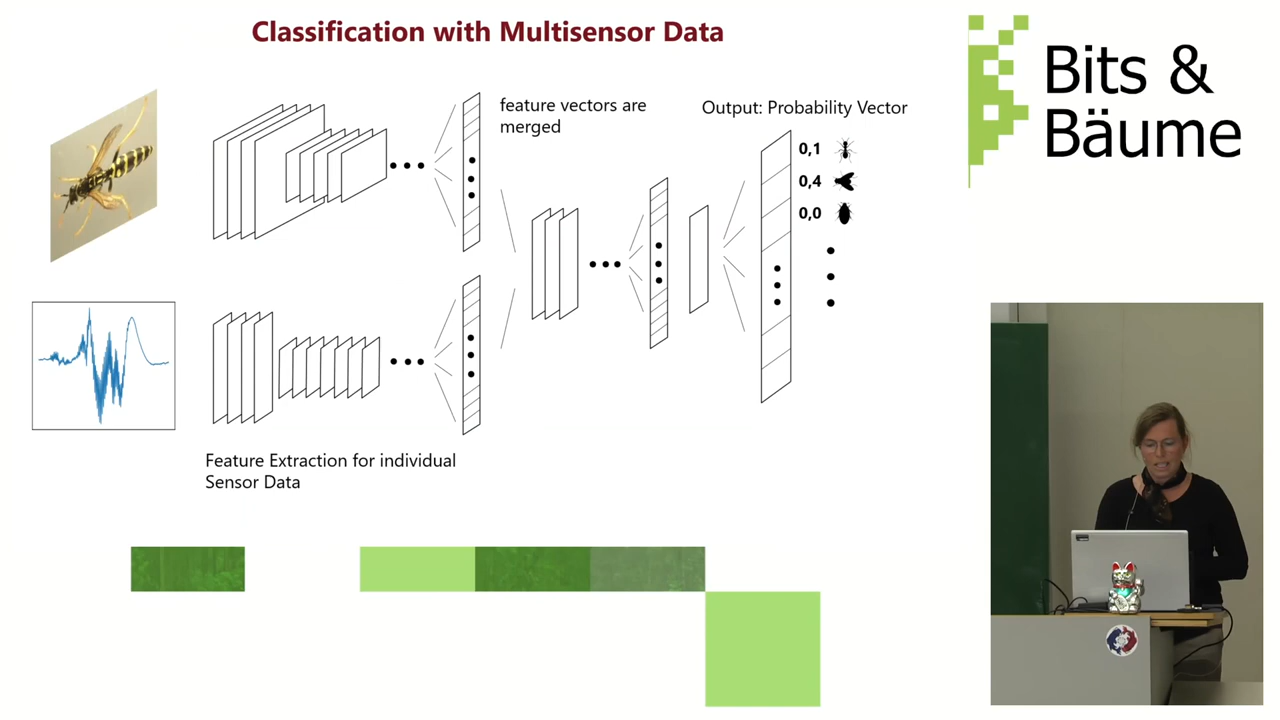 Classification with Multisensor Data
feature vectors are
merged
Output: Probability Vector
0,1
0,4
0,0
Feature Extraction for individual
Sensor Data
Bits &
Bäume